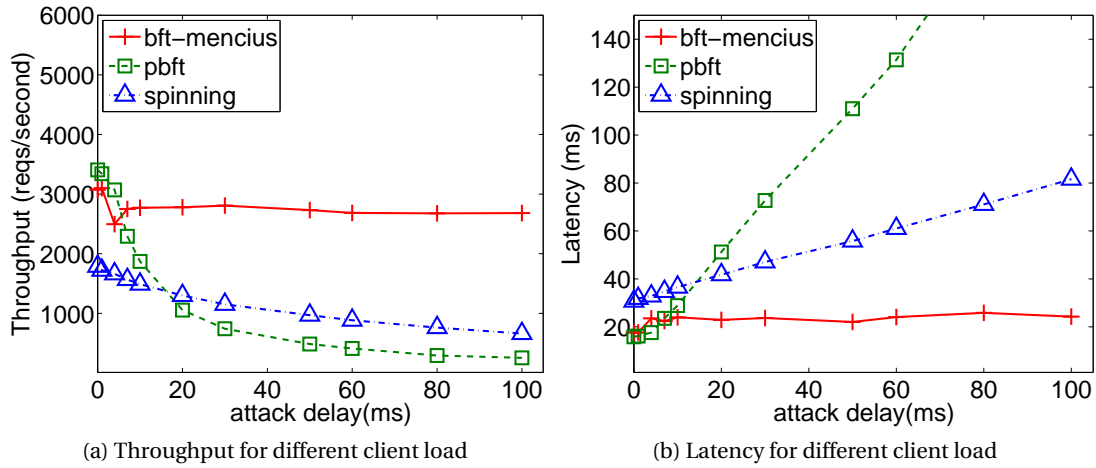 6000
5000
4000
3000
2000
1000
Throughput (reqs/second)
bft−mencius
pbft
spinning
0 20 40 60 80 100
attack delay(ms)
(a) Throughput for different client load
140
120
100
80
60
40
20
Latency (ms)
bft−mencius
pbft
spinning
0 20 40 60 80 100
attack delay(ms)
(b) Latency for different client load